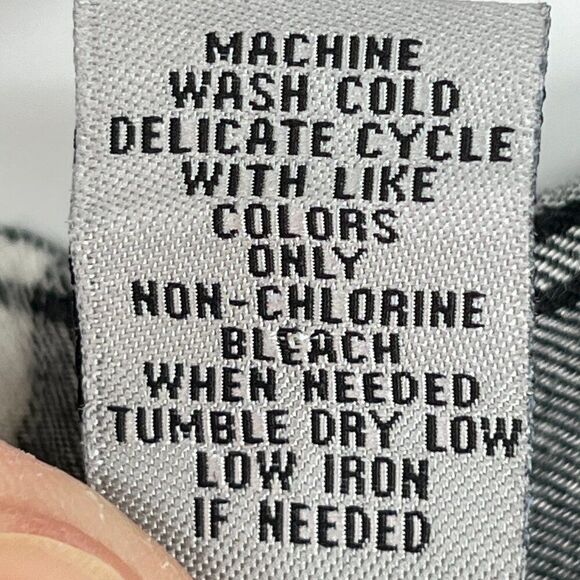 MACHINE
WASH COLD
DELICATE CYCLE
WITH LIKE
COLORS
ONLY
NON-CHLORINE
BLEACH
WHEN NEEDED
TUMBLE DRY LOW
LOW IRON
IF NEEDED